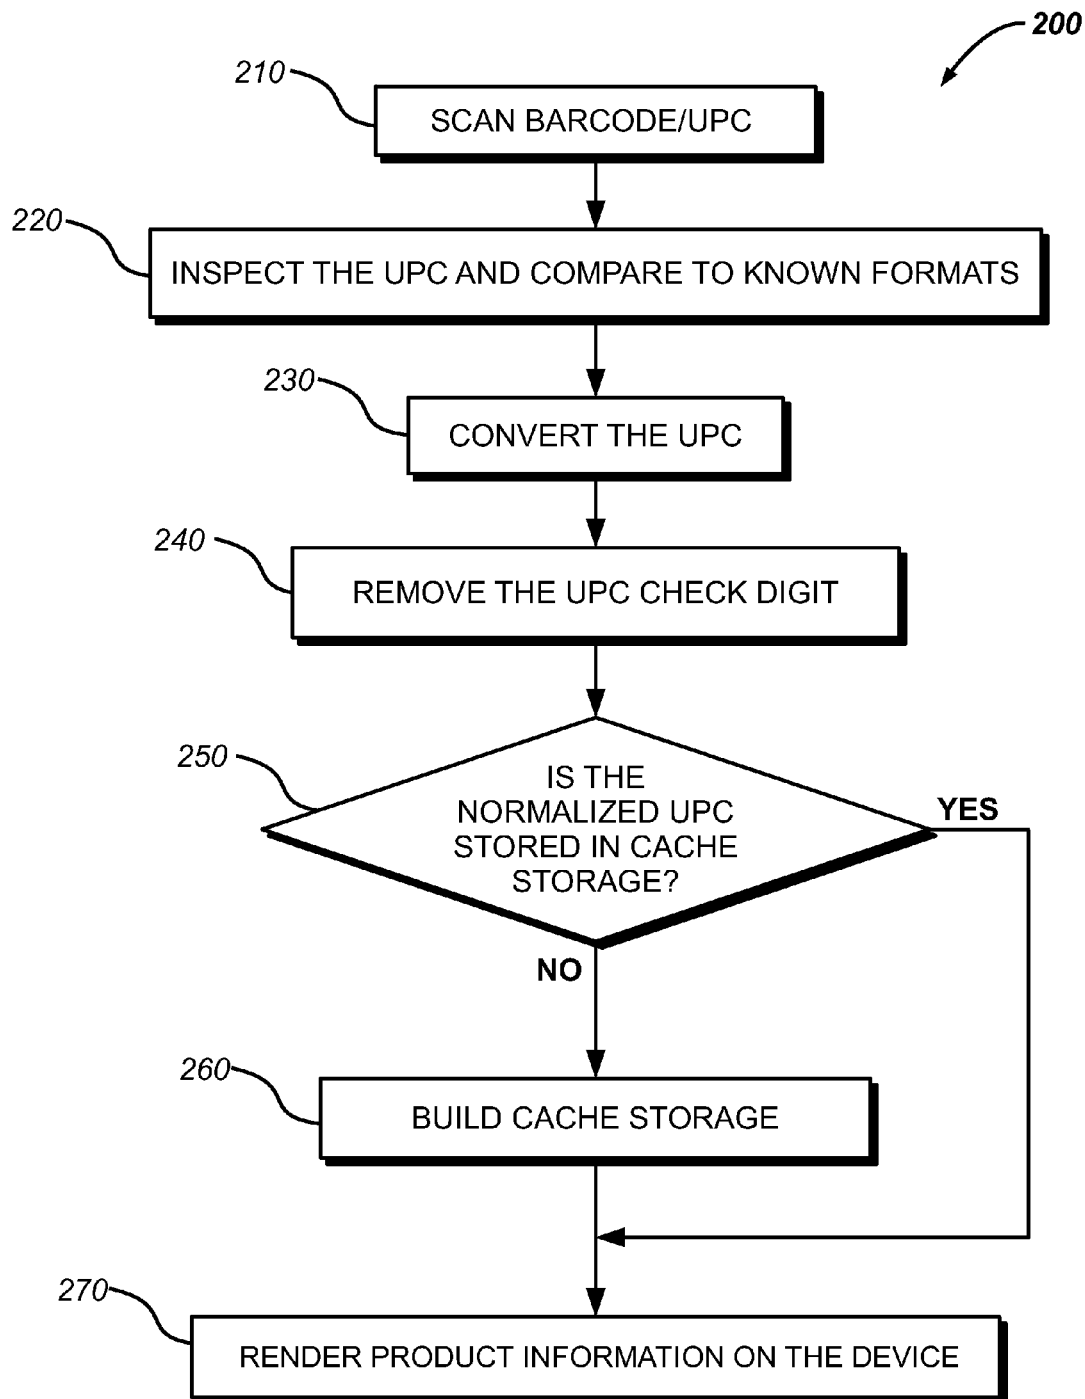 200
210
SCAN BARCODE/UPC
220
INSPECT THE UPC AND COMPARE TO KNOWN FORMATS
230
CONVERT THE UPC
240
REMOVE THE UPC CHECK DIGIT
250
IS THE
NORMALIZED UPC
STORED IN CACHE
STORAGE?
YES
NO
260
BUILD CACHE STORAGE
270
RENDER PRODUCT INFORMATION ON THE DEVICE